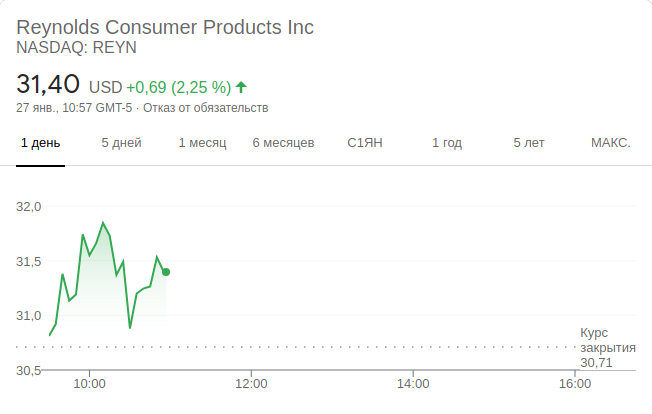 Reynolds Consumer Products Inc
NASDAQ: REYN
31,40 USD +0,69 (2,25 %)
27 янв., 10:57 GMT-5 · Отказ от обязательств
1 день 5 дней 1 месяц 6 месяцев С1ЯН 1 год 5 лет МАКС.
32,0
31,5
31,0
Курс
закрытия
30,71
30,5
10:00 12:00 14:00 16:00